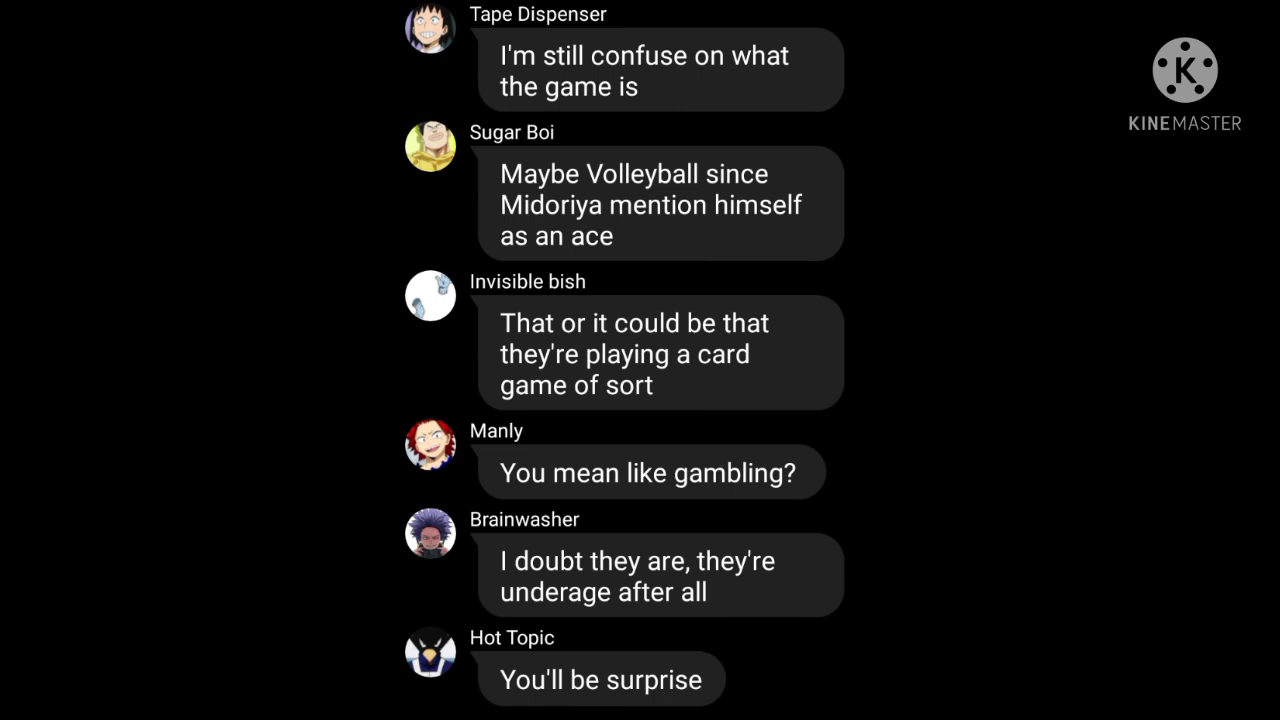 Tape Dispenser
I'm still confuse on what
the game is
K
KINEMASTER
Sugar Boi
Maybe Volleyball since
Midoriya mention himself
as an ace
Invisible bish
That or it could be that
they're playing a card
game of sort
Manly
You mean like gambling?
Brainwasher
I doubt they are, they're
underage after all
Hot Topic
You'll be surprise